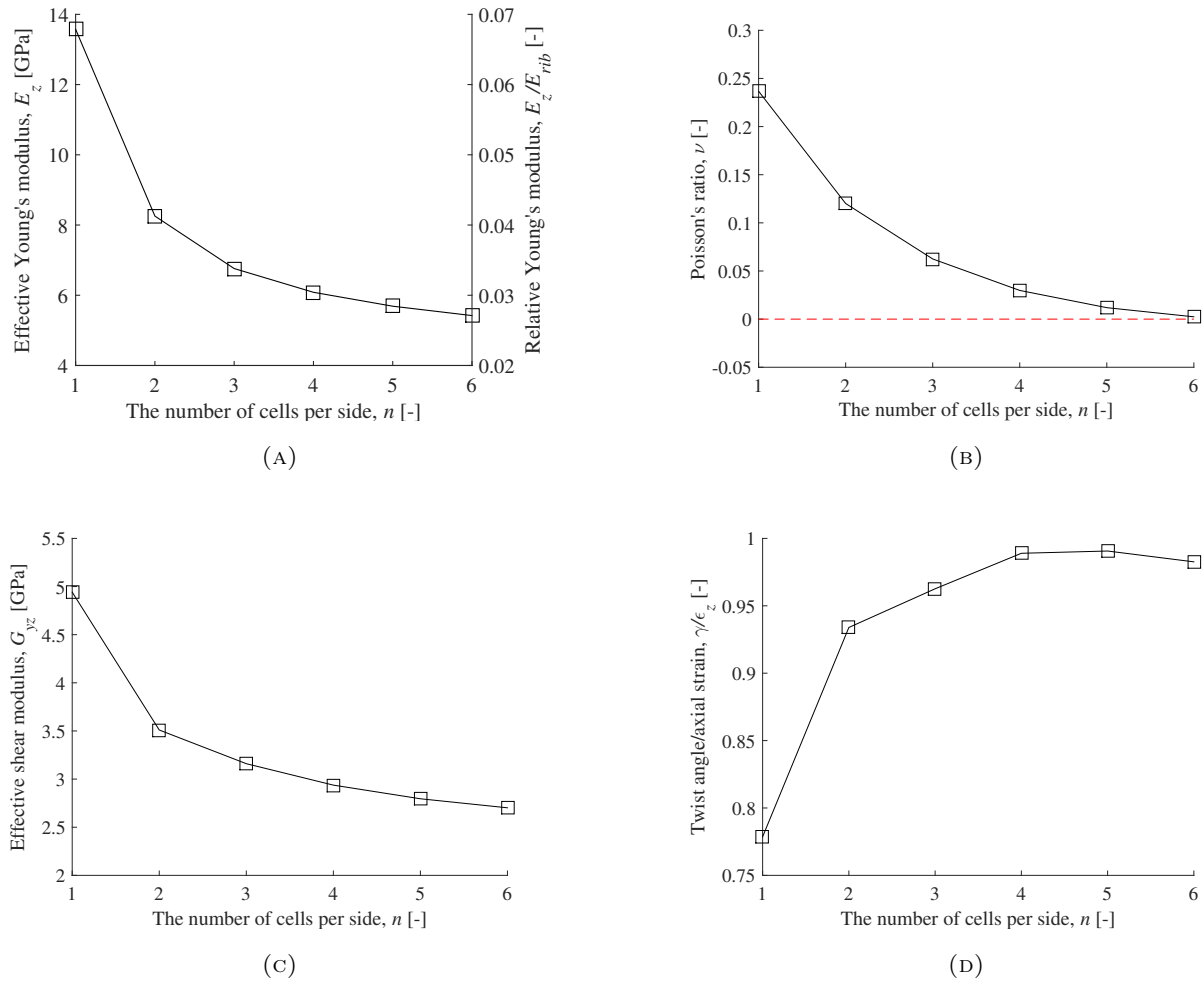 14
12
10
8
6
4
Effective Young's modulus, E_z [GPa]
0.07
0.06
0.05
0.04
0.03
0.02
Relative Young's modulus, E_z/E_rib [-]
1 2 3 4 5 6
The number of cells per side, n [-]
(A)
0.3
0.25
0.2
0.15
0.1
0.05
0
-0.05
Poisson's ratio, ν [-]
1 2 3 4 5 6
The number of cells per side, n [-]
(B)
5.5
5
4.5
4
3.5
3
2.5
2
Effective shear modulus, G_yz [GPa]
1 2 3 4 5 6
The number of cells per side, n [-]
(C)
1
0.95
0.9
0.85
0.8
0.75
Twist angle/axial strain, γ/ϵ_z [-]
1 2 3 4 5 6
The number of cells per side, n [-]
(D)